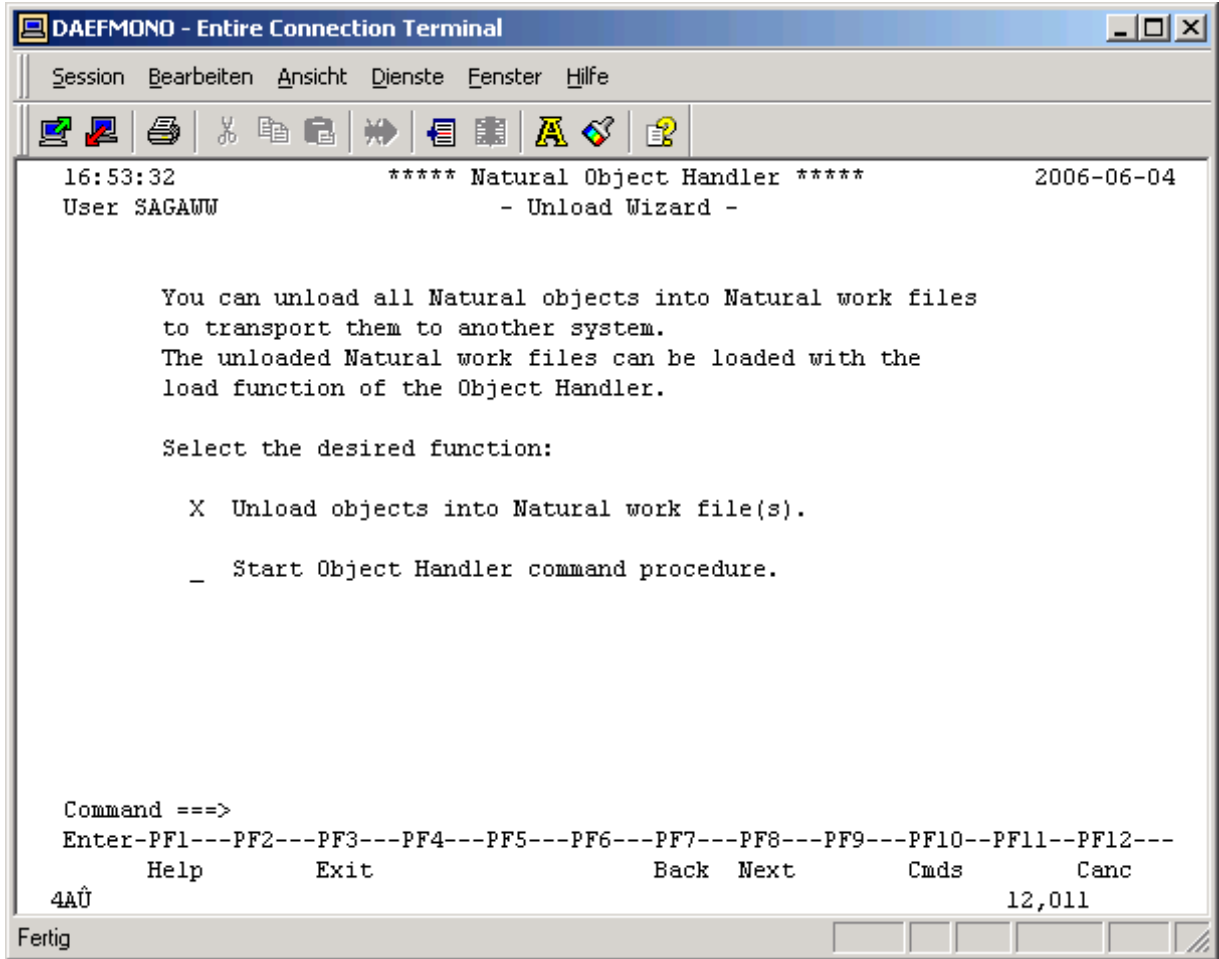 DAEFMONO - Entire Connection Terminal
Session Bearbeiten Ansicht Dienste Fenster Hilfe
16:53:32 ***** Natural Object Handler ***** 2006-06-04
User SAGAWW - Unload Wizard -
You can unload all Natural objects into Natural work files
to transport them to another system.
The unloaded Natural work files can be loaded with the
load function of the Object Handler.
Select the desired function:
X Unload objects into Natural work file(s).
_ Start Object Handler command procedure.
Command ===>
Enter-PF1---PF2---PF3---PF4---PF5---PF6---PF7---PF8---PF9---PF10--PF11--PF12---
Help Exit Back Next Cmds Canc
4AÛ 12,011
Fertig